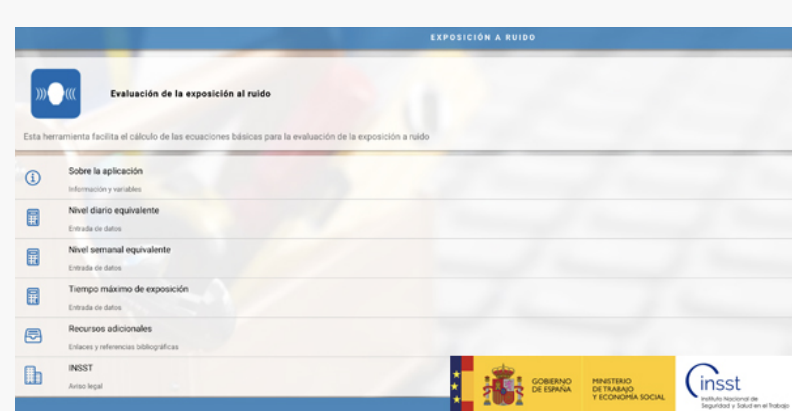 EXPOSICIÓN A RUIDO
Evaluación de la exposición al ruido
Esta herramienta facilita el cálculo de las ecuaciones básicas para la evaluación de la exposición a ruido
Sobre la aplicación
Información y variables
Nivel diario equivalente
Entrada de datos
Nivel semanal equivalente
Entrada de datos
Tiempo máximo de exposición
Entrada de datos
Recursos adicionales
Enlaces y referencias bibliográficas
INSST
Aviso legal
GOBIERNO
DE ESPAÑA
MINISTERIO
DE TRABAJO
Y ECONOMÍA SOCIAL
insst
Instituto Nacional de
Seguridad y Salud en el Trabajo